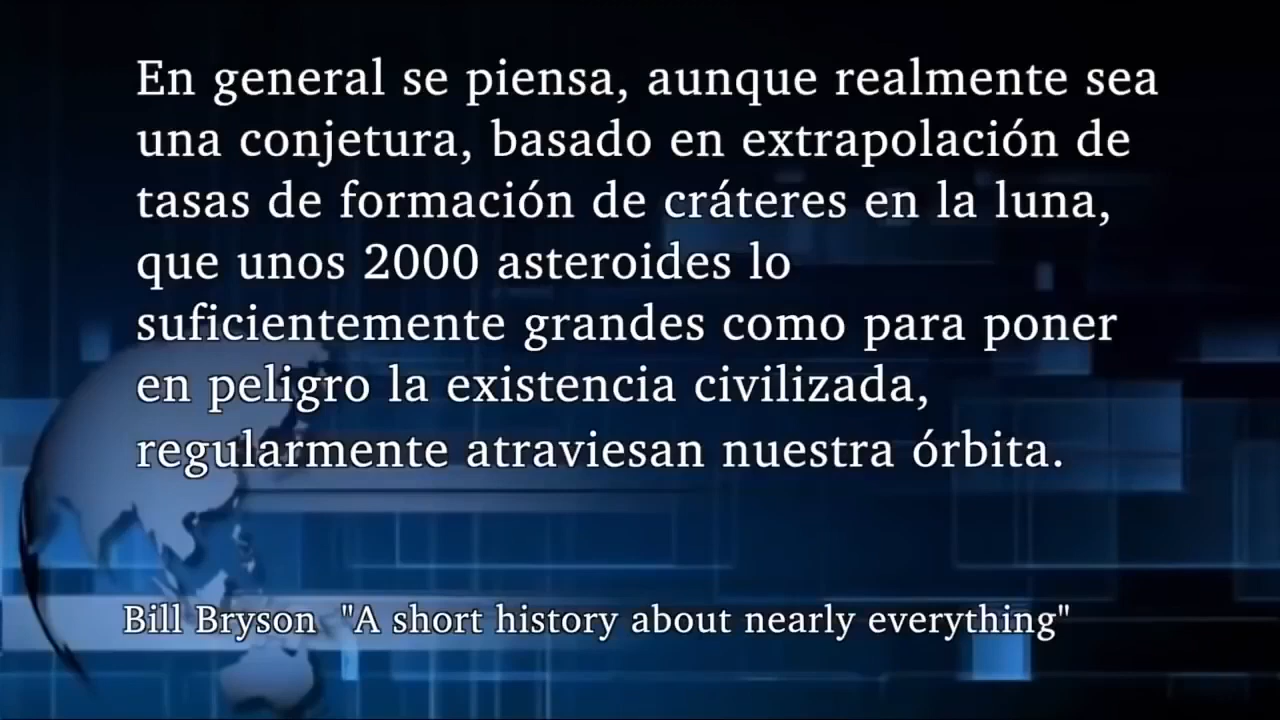 En general se piensa, aunque realmente sea
una conjetura, basado en extrapolación de
tasas de formación de cráteres en la luna,
que unos 2000 asteroides lo
suficientemente grandes como para poner
en peligro la existencia civilizada,
regularmente atraviesan nuestra órbita.
Bill Bryson "A short history about nearly everything"